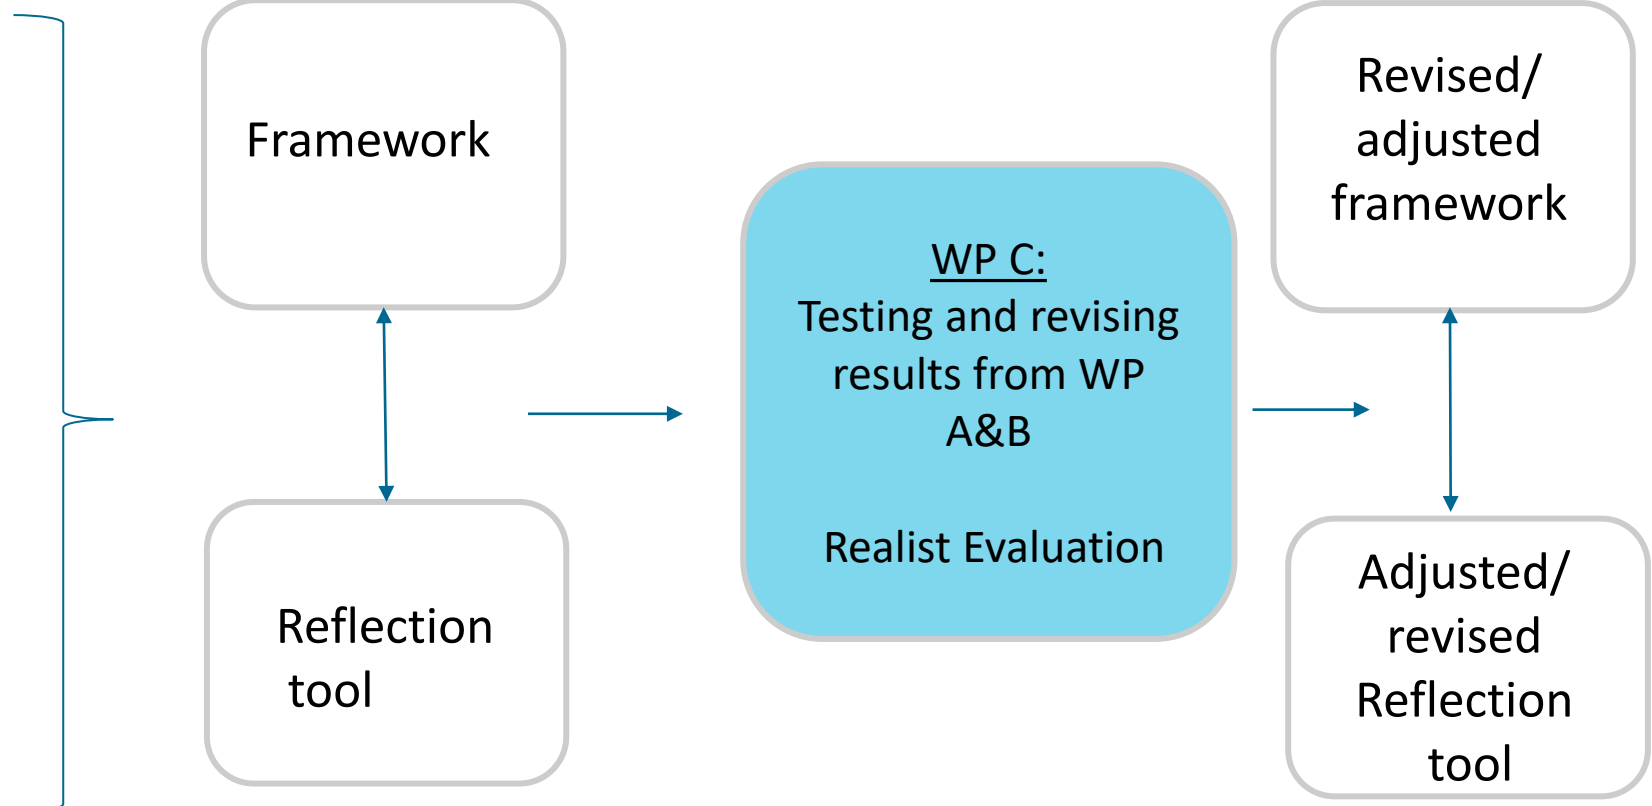 Framework
Reflection
tool
WP C:
Testing and revising
results from WP
A&B
Realist Evaluation
Revised/
adjusted
framework
Adjusted/
revised
Reflection
tool